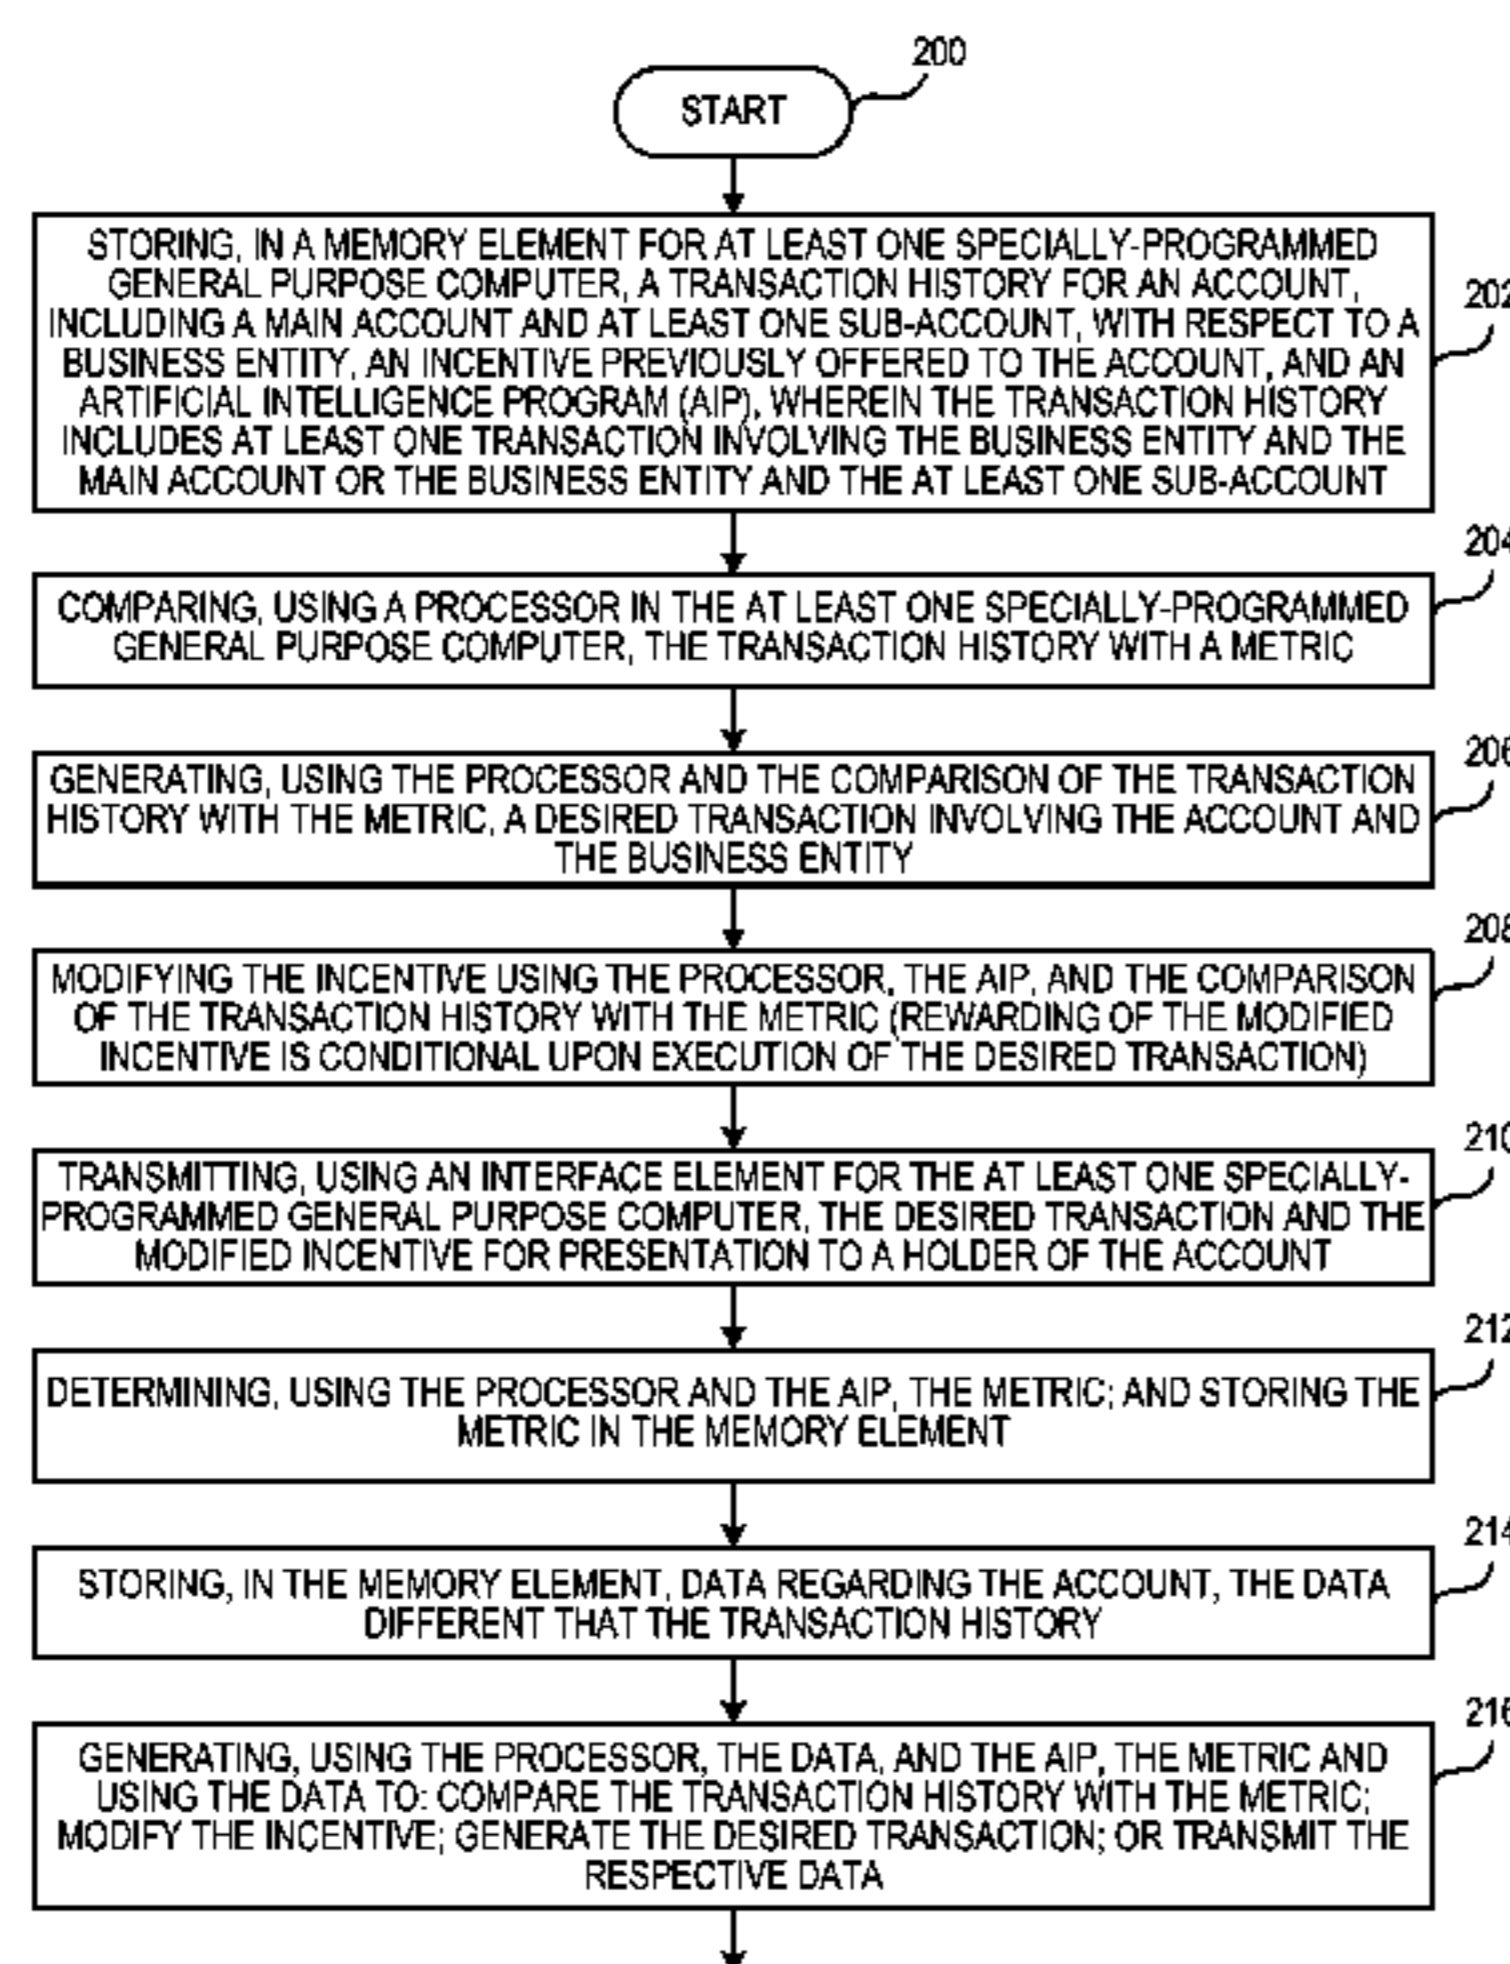 200
START
STORING, IN A MEMORY ELEMENT FOR AT LEAST ONE SPECIALLY-PROGRAMMED
GENERAL PURPOSE COMPUTER, A TRANSACTION HISTORY FOR AN ACCOUNT,
INCLUDING A MAIN ACCOUNT AND AT LEAST ONE SUB-ACCOUNT, WITH RESPECT TO A
BUSINESS ENTITY, AN INCENTIVE PREVIOUSLY OFFERED TO THE ACCOUNT, AND AN
ARTIFICIAL INTELLIGENCE PROGRAM (AIP), WHEREIN THE TRANSACTION HISTORY
INCLUDES AT LEAST ONE TRANSACTION INVOLVING THE BUSINESS ENTITY AND THE
MAIN ACCOUNT OR THE BUSINESS ENTITY AND THE AT LEAST ONE SUB-ACCOUNT
202
204
COMPARING, USING A PROCESSOR IN THE AT LEAST ONE SPECIALLY-PROGRAMMED
GENERAL PURPOSE COMPUTER, THE TRANSACTION HISTORY WITH A METRIC
206
GENERATING, USING THE PROCESSOR AND THE COMPARISON OF THE TRANSACTION
HISTORY WITH THE METRIC, A DESIRED TRANSACTION INVOLVING THE ACCOUNT AND
THE BUSINESS ENTITY
208
MODIFYING THE INCENTIVE USING THE PROCESSOR, THE AIP, AND THE COMPARISON
OF THE TRANSACTION HISTORY WITH THE METRIC (REWARDING OF THE MODIFIED
INCENTIVE IS CONDITIONAL UPON EXECUTION OF THE DESIRED TRANSACTION)
210
TRANSMITTING, USING AN INTERFACE ELEMENT FOR THE AT LEAST ONE SPECIALLY-
PROGRAMMED GENERAL PURPOSE COMPUTER, THE DESIRED TRANSACTION AND THE
MODIFIED INCENTIVE FOR PRESENTATION TO A HOLDER OF THE ACCOUNT
212
DETERMINING, USING THE PROCESSOR AND THE AIP, THE METRIC; AND STORING THE
METRIC IN THE MEMORY ELEMENT
214
STORING, IN THE MEMORY ELEMENT, DATA REGARDING THE ACCOUNT, THE DATA
DIFFERENT THAT THE TRANSACTION HISTORY
216
GENERATING, USING THE PROCESSOR, THE DATA, AND THE AIP, THE METRIC AND
USING THE DATA TO: COMPARE THE TRANSACTION HISTORY WITH THE METRIC;
MODIFY THE INCENTIVE; GENERATE THE DESIRED TRANSACTION; OR TRANSMIT THE
RESPECTIVE DATA